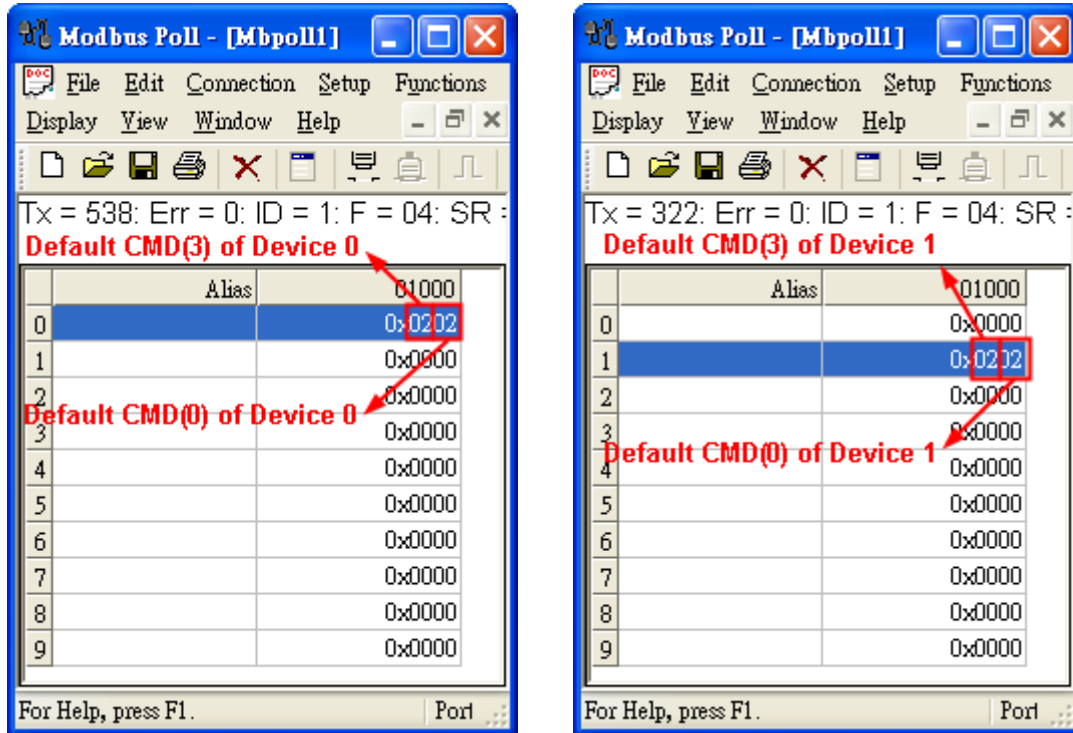 Modbus Poll - [Mbpoll1]
File Edit Connection Setup Functions
Display View Window Help
Tx = 538: Err = 0: ID = 1: F = 04: SR =
Default CMD(3) of Device 0
Alias 01000
0 0x0202
1 0x0000
2 0x0000
Default CMD(0) of Device 0
3 0x0000
4 0x0000
5 0x0000
6 0x0000
7 0x0000
8 0x0000
9 0x0000
For Help, press F1. Port
Modbus Poll - [Mbpoll1]
File Edit Connection Setup Functions
Display View Window Help
Tx = 322: Err = 0: ID = 1: F = 04: SR =
Default CMD(3) of Device 1
Alias 01000
0 0x0000
1 0x0202
2 0x0000
3 0x0000
Default CMD(0) of Device 1
4 0x0000
5 0x0000
6 0x0000
7 0x0000
8 0x0000
9 0x0000
For Help, press F1. Port